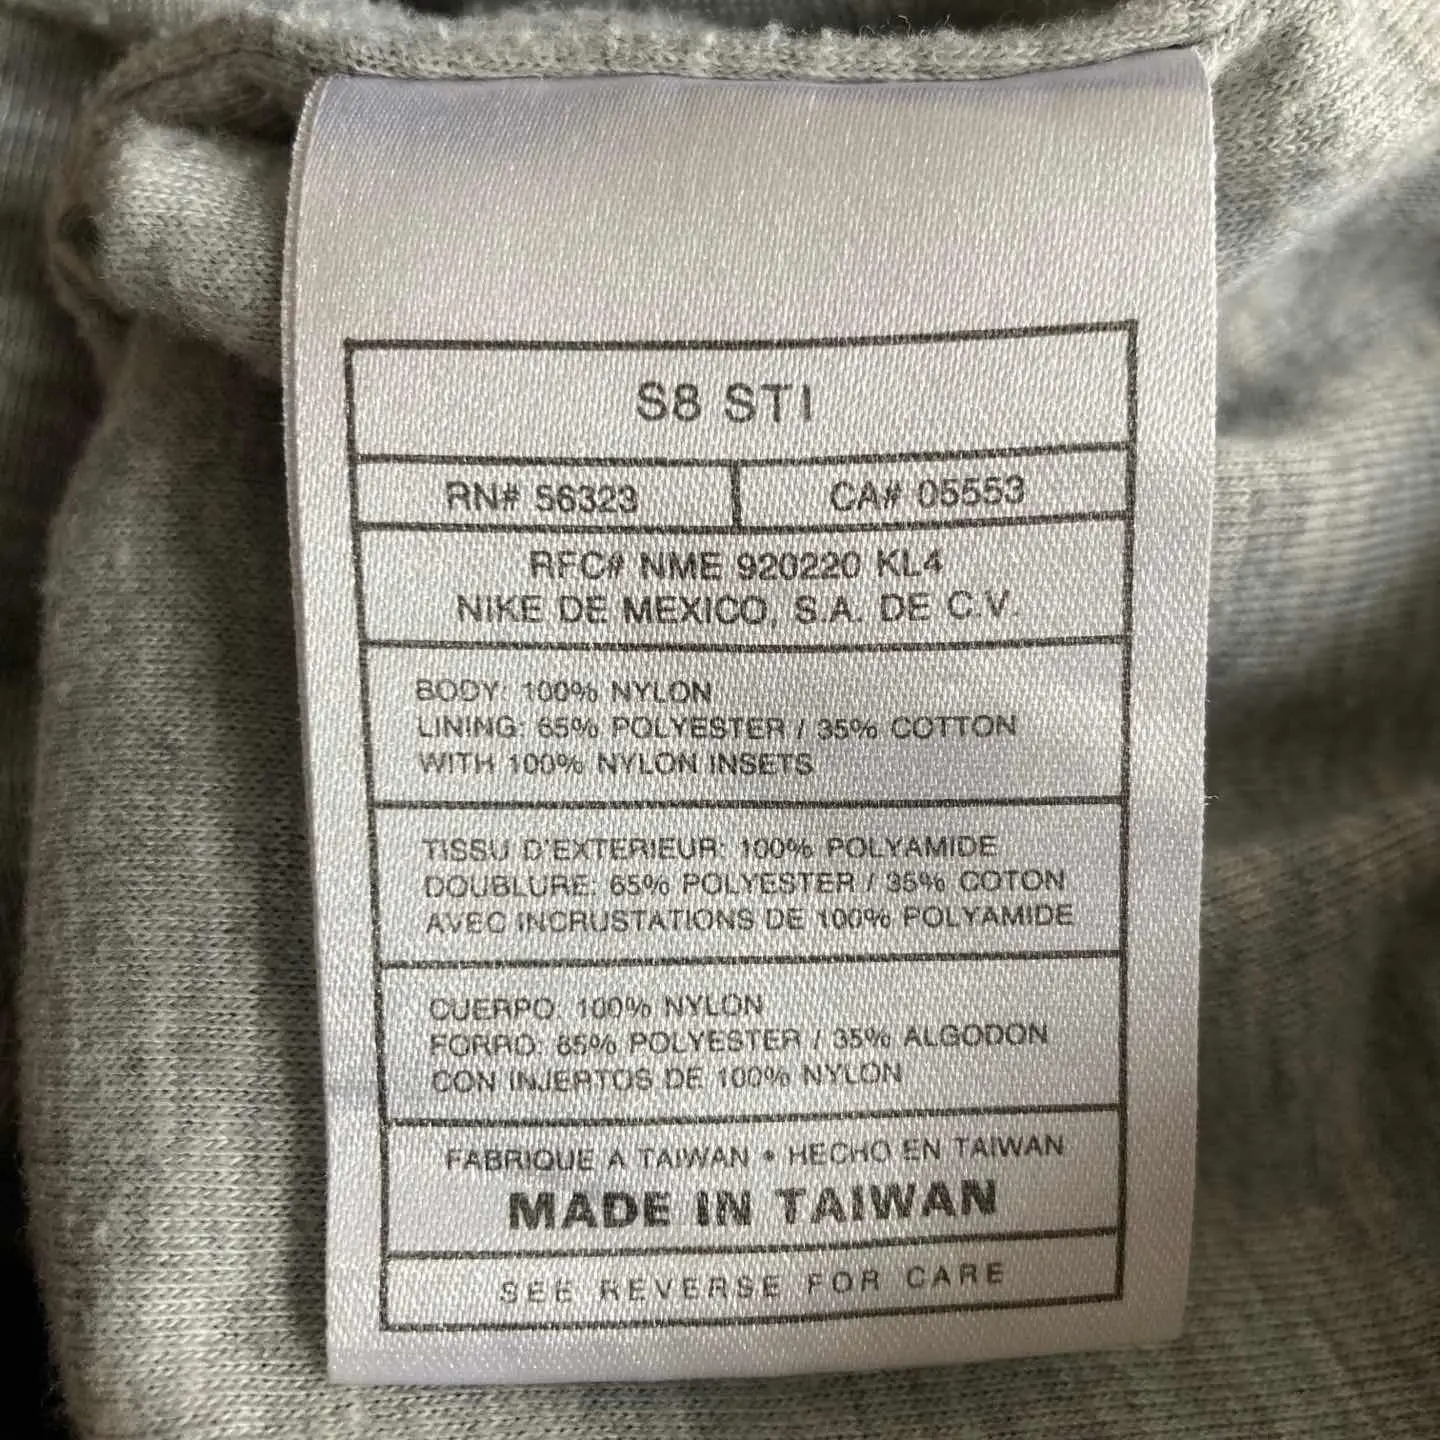 S8 STI
RN# 56323 CA# 05553
RFC# NME 920220 KL4
NIKE DE MEXICO, S.A. DE C.V.
BODY: 100% NYLON
LINING: 65% POLYESTER / 35% COTTON
WITH 100% NYLON INSETS
TISSU D'EXTERIEUR: 100% POLYAMIDE
DOUBLURE: 65% POLYESTER / 35% COTON
AVEC INCRUSTATIONS DE 100% POLYAMIDE
CUERPO: 100% NYLON
FORRO: 65% POLYESTER / 35% ALGODON
CON INJERTOS DE 100% NYLON
FABRIQUE A TAIWAN • HECHO EN TAIWAN
MADE IN TAIWAN
SEE REVERSE FOR CARE